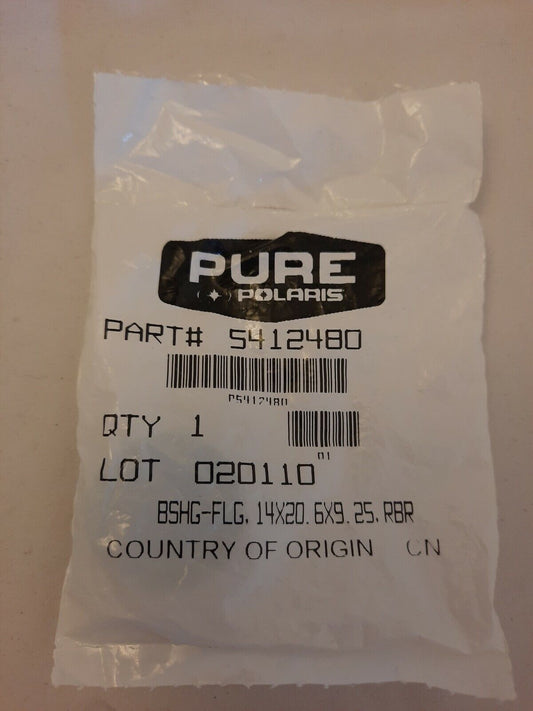 PURE
POLARIS
PART# 5412480
P5412480
QTY 1
01
LOT 020110
BSHG-FLG, 14X20.6X9.25, RBR
COUNTRY OF ORIGIN CN